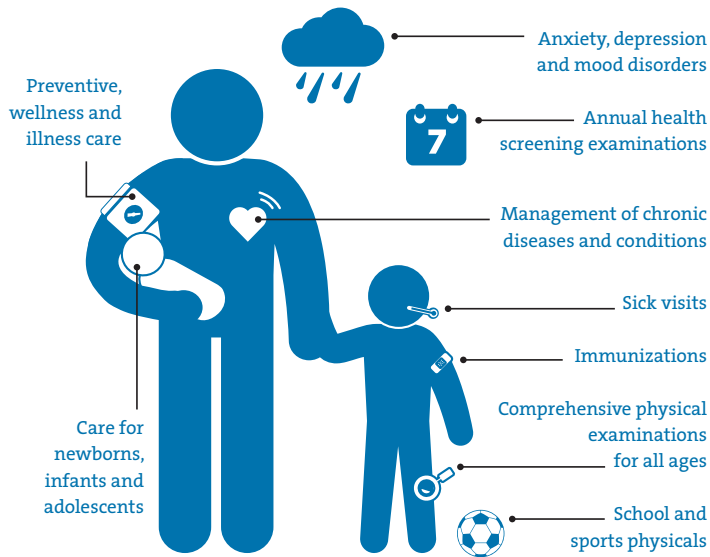 Preventive,
wellness and
illness care
Anxiety, depression
and mood disorders
7
Annual health
screening examinations
Management of chronic
diseases and conditions
Sick visits
Immunizations
Comprehensive physical
examinations
for all ages
Care for
newborns,
infants and
adolescents
School and
sports physicals